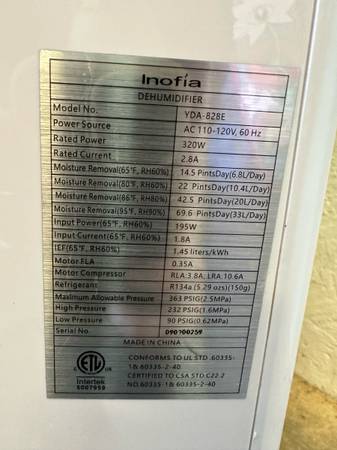 Inofia
DEHUMIDIFIER
Model No. YDA-828E
Power Source AC 110-120V, 60 Hz
Rated Power 320W
Rated Current 2.8A
Moisture Removal(65°F, RH60%) 14.5 PintsDay(6.8L/Day)
Moisture Removal(80°F, RH60%) 22 PintsDay(10.4L/Day)
Moisture Removal(86°F, RH80%) 42.5 PintsDay(20L/Day)
Moisture Removal(95°F, RH90%) 69.6 PintsDay(33L/Day)
Input Power(65°F, RH60%) 195W
Input Current(65°F, RH60%) 1.8A
IEF(65°F, RH60%) 1.45 liters/kWh
Motor FLA 0.35A
Motor Compressor RLA:3.8A, LRA:10.6A
Refrigerant R134a (5.29 ozs)(150g)
Maximum Allowable Pressure 363 PSIG(2.5MPa)
High Pressure 232 PSIG(1.6MPa)
Low Pressure 90 PSIG(0.62MPa)
Serial No. 090700259
MADE IN CHINA
ETL
Intertek
5007959
CONFORMS TO UL STD .60335-
1& 60335-2-40
CERTIFIED TO CSA STD C22.2
NO.60335-1& 60335-2-40